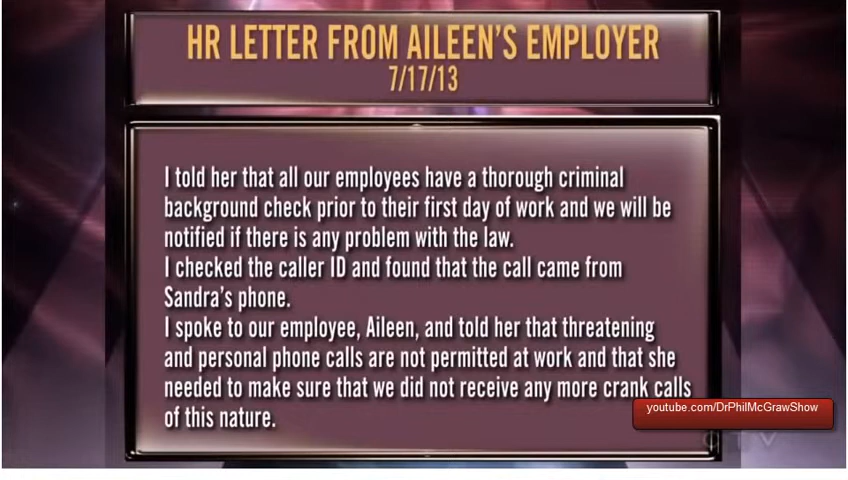 HR LETTER FROM AILEEN'S EMPLOYER
7/17/13
I told her that all our employees have a thorough criminal
background check prior to their first day of work and we will be
notified if there is any problem with the law.
I checked the caller ID and found that the call came from
Sandra's phone.
I spoke to our employee, Aileen, and told her that threatening
and personal phone calls are not permitted at work and that she
needed to make sure that we did not receive any more crank calls
of this nature.
youtube.com/DrPhilMcGrawShow
CTV